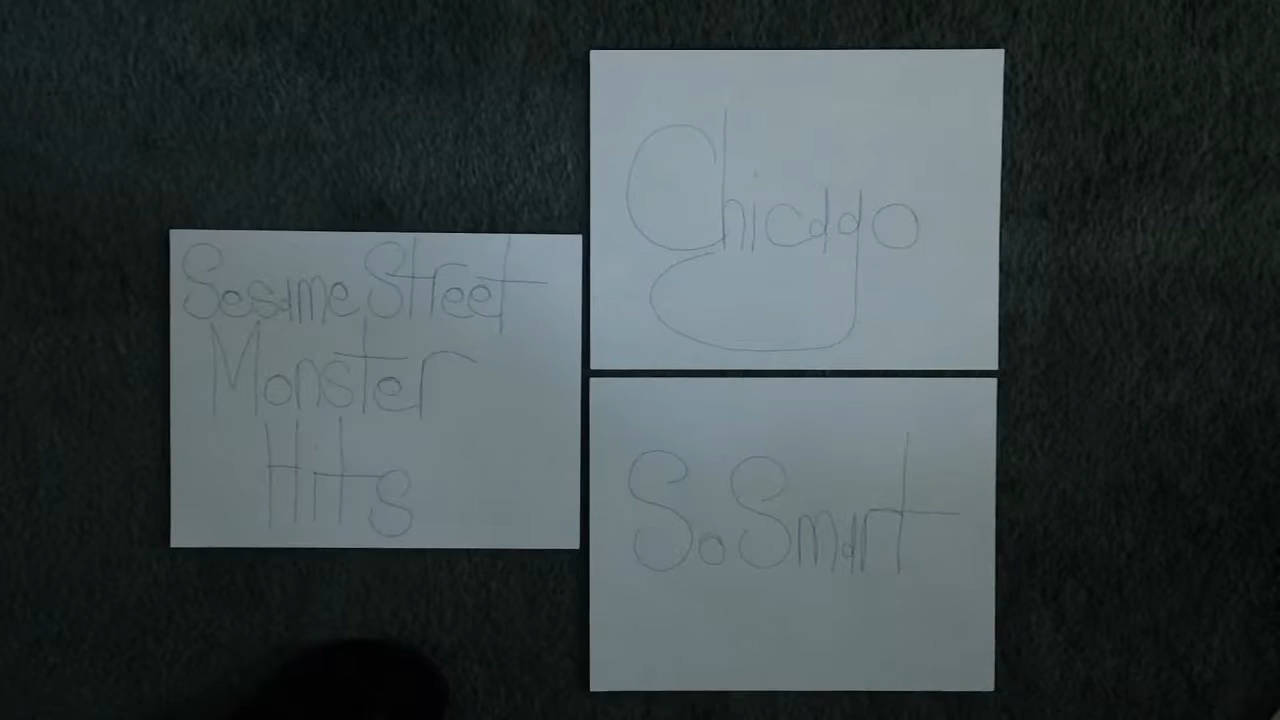 Sesame Street
Monster
Hits
Chicago
So Smart